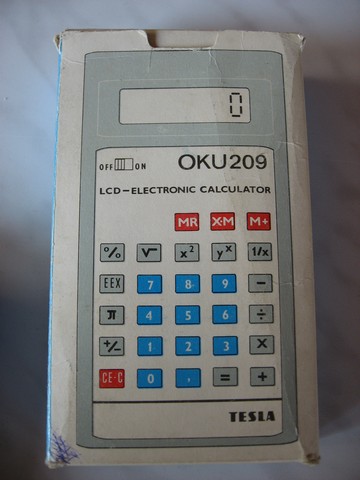 0
OFF ON OKU209
LCD-ELECTRONIC CALCULATOR
MR X·M M+
% √ x² yˣ 1/x
EEX 7 8 9 −
π 4 5 6 ÷
+/− 1 2 3 ×
CE·C 0 , = +
TESLA